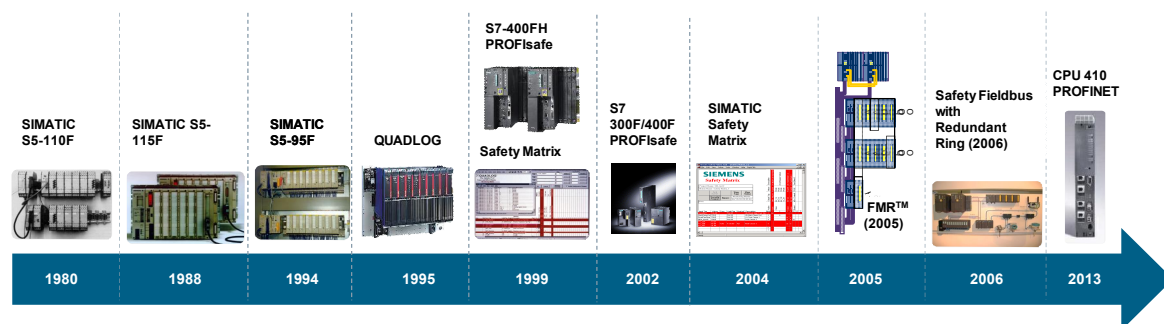 SIMATIC
S5-110F
SIMATIC S5-
115F
SIMATIC
S5-95F
QUADLOG
S7-400FH
PROFIsafe
Safety Matrix
S7
300F/400F
PROFIsafe
SIMATIC
Safety
Matrix
SIEMENS
Safety Matrix
FMR™
(2005)
Safety Fieldbus
with
Redundant
Ring (2006)
CPU 410
PROFINET
1980
1988
1994
1995
1999
2002
2004
2005
2006
2013